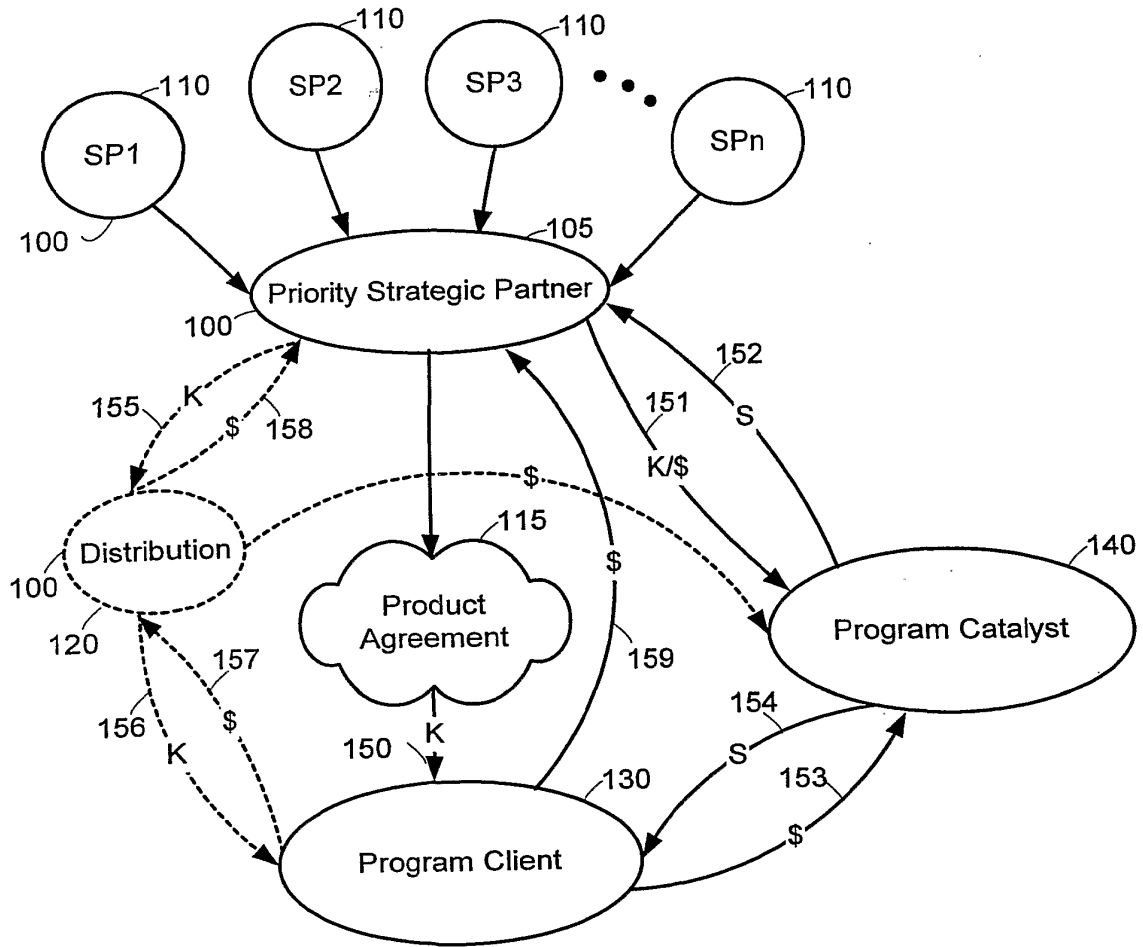 110
110
110
110
SP1
SP2
SP3
SPn
100
105
Priority Strategic Partner
100
152
155
K
$
158
151
S
K/$
$
115
140
Distribution
100
120
Product
Agreement
$
Program Catalyst
159
157
156
$
K
K
150
154
S
153
$
130
Program Client